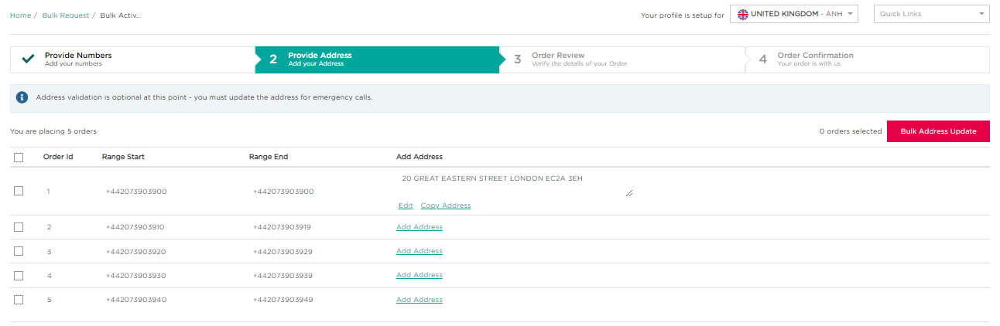 Home / Bulk Request / Bulk Activ..
Your profile is setup for UNITED KINGDOM - ANH Quick Links
Provide Numbers
Add your numbers
2 Provide Address
Add your Address
3 Order Review
Verify the details of your Order
4 Order Confirmation
Your order is with us
Address validation is optional at this point - you must update the address for emergency calls.
You are placing 5 orders
0 orders selected Bulk Address Update
Order Id Range Start Range End Add Address
1 +442073903900 +442073903900 20 GREAT EASTERN STREET LONDON EC2A 3EH
Edit Copy Address
2 +442073903910 +442073903919 Add Address
3 +442073903920 +442073903929 Add Address
4 +442073903930 +442073903939 Add Address
5 +442073903940 +442073903949 Add Address